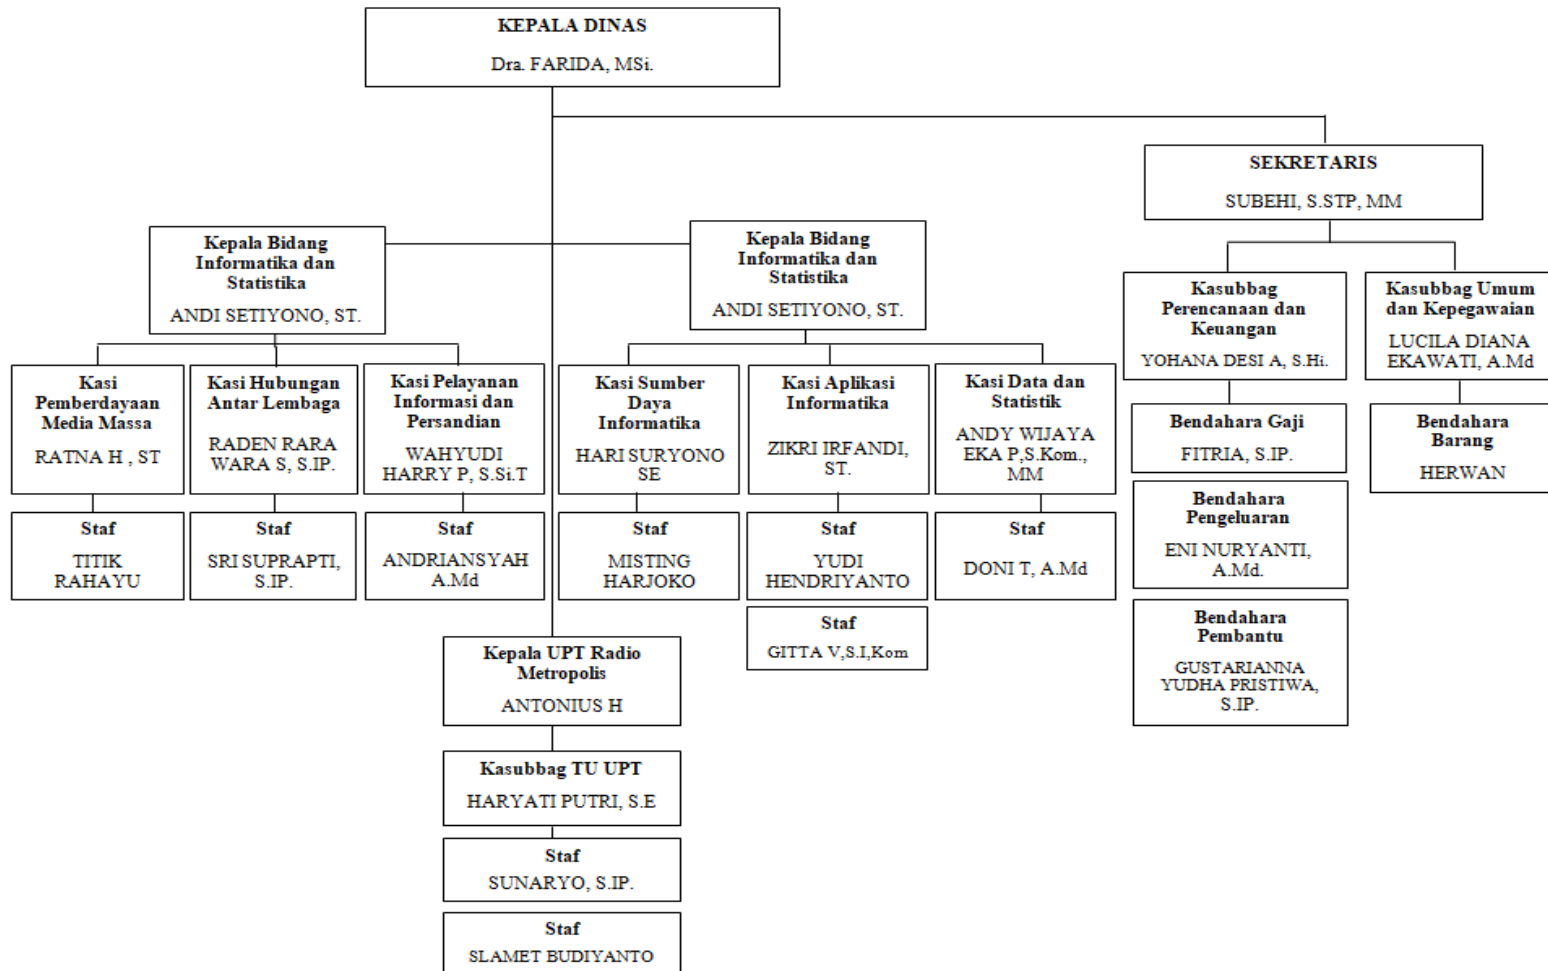 KEPALA DINAS
Dra. FARIDA, MSi.
SEKRETARIS
SUBEHI, S.STP, MM
Kepala Bidang
Informatika dan
Statistika
ANDI SETIYONO, ST.
Kepala Bidang
Informatika dan
Statistika
ANDI SETIYONO, ST.
Kasubbag
Perencanaan dan
Keuangan
YOHANA DESI A, S.Hi.
Kasubbag Umum
dan Kepegawaian
LUCILA DIANA
EKAWATI, A.Md
Kasi
Pemberdayaan
Media Massa
RATNA H , ST
Kasi Hubungan
Antar Lembaga
RADEN RARA
WARA S, S.IP.
Kasi Pelayanan
Informasi dan
Persandian
WAHYUDI
HARRY P, S.Si.T
Kasi Sumber
Daya
Informatika
HARI SURYONO
SE
Kasi Aplikasi
Informatika
ZIKRI IRFANDI,
ST.
Kasi Data dan
Statistik
ANDY WIJAYA
EKA P,S.Kom.,
MM
Bendahara Gaji
FITRIA, S.IP.
Bendahara
Barang
HERWAN
Staf
TITIK
RAHAYU
Staf
SRI SUPRAPTI,
S.IP.
Staf
ANDRIANSYAH
A.Md
Staf
MISTING
HARJOKO
Staf
YUDI
HENDRIYANTO
Staf
DONI T, A.Md
Bendahara
Pengeluaran
ENI NURYANTI,
A.Md.
Staf
GITTA V,S.I,Kom
Bendahara
Pembantu
GUSTARIANNA
YUDHA PRISTIWA,
S.IP.
Kepala UPT Radio
Metropolis
ANTONIUS H
Kasubbag TU UPT
HARYATI PUTRI, S.E
Staf
SUNARYO, S.IP.
Staf
SLAMET BUDIYANTO